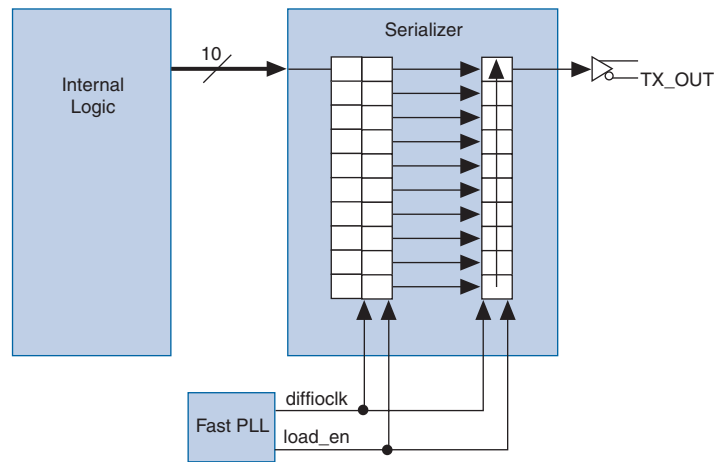 Serializer
10
Internal
Logic
TX_OUT
diffioclk
Fast PLL
load_en